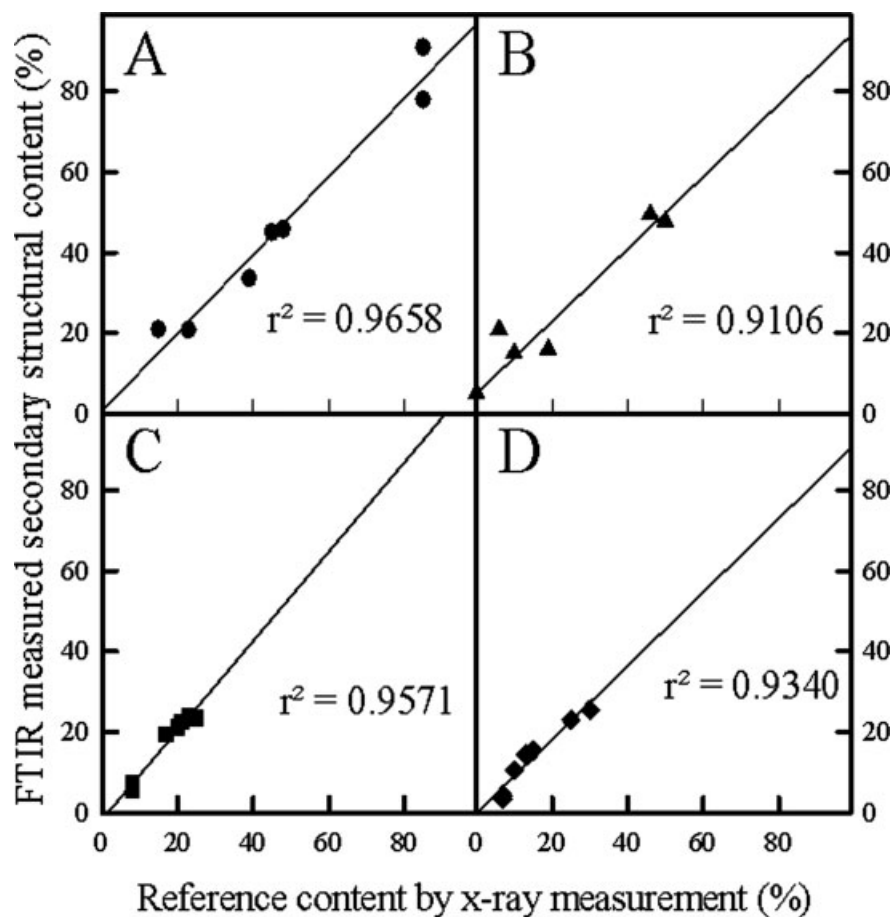 FTIR measured secondary structural content (%)
A
B
80
80
60
60
40
40
r² = 0.9658
r² = 0.9106
20
20
0
0
C
D
80
80
60
60
40
40
r² = 0.9571
r² = 0.9340
20
20
0
0
0 20 40 60 80 0 20 40 60 80
Reference content by x-ray measurement (%)